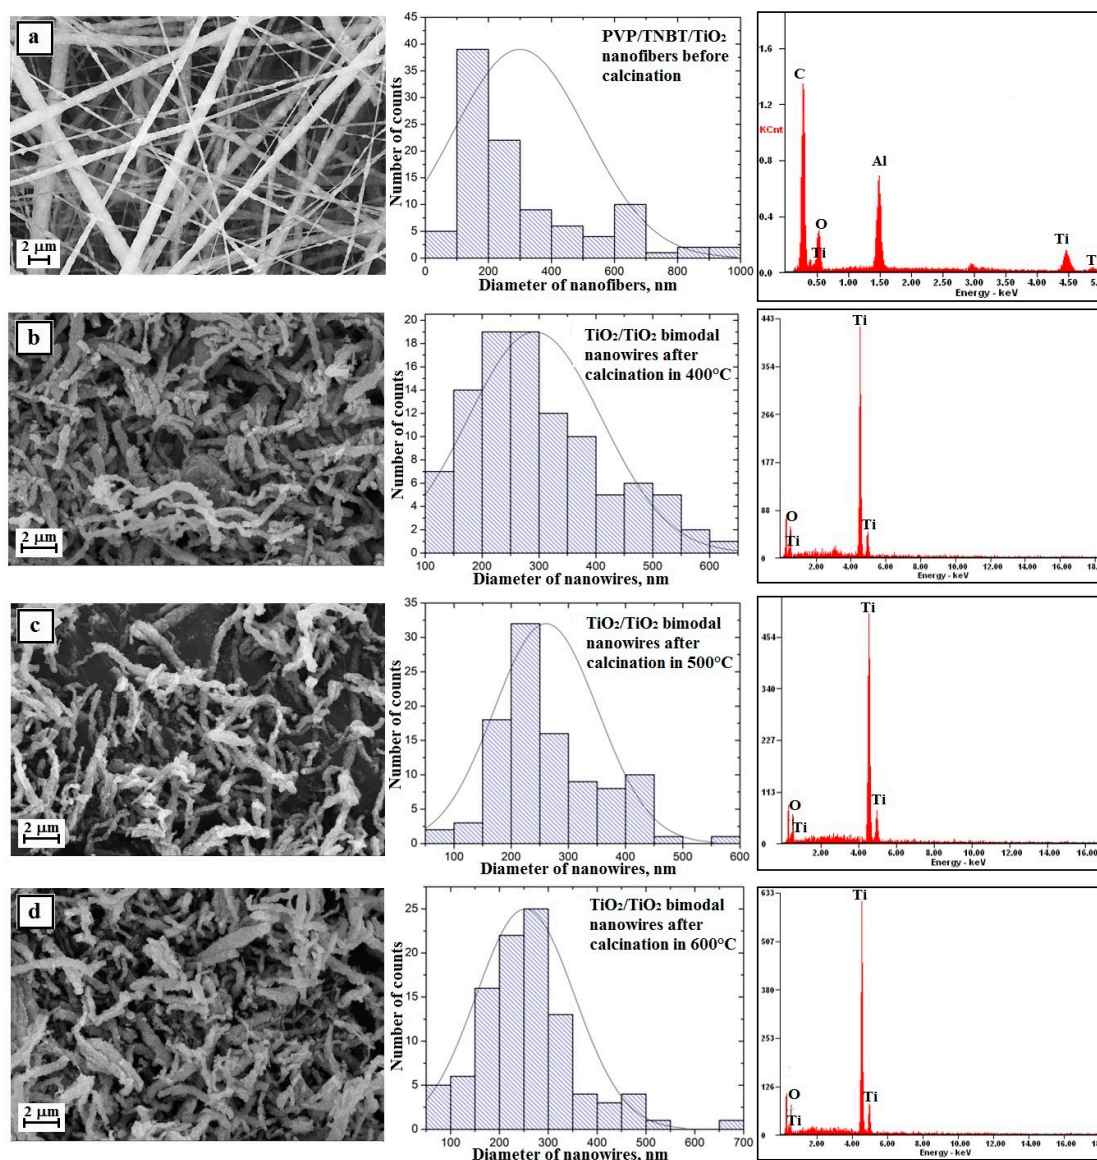 a
2 μm
45
40
35
30
25
20
15
10
5
0
Number of counts
PVP/TNBT/TiO₂
nanofibers before
calcination
0 200 400 600 800 1000
Diameter of nanofibers, nm
1.6
1.2
0.8
0.4
0.0
KCnt
C
O
Ti
Al
Ti
0.50 1.00 1.50 2.00 2.50 3.00 3.50 4.00 4.50
Energy - keV
b
2 μm
20
18
16
14
12
10
8
6
4
2
0
Number of counts
TiO₂/TiO₂ bimodal
nanowires after
calcination in 400°C
100 200 300 400 500 600
Diameter of nanowires, nm
443
354
266
177
88
0
Ti
O
Ti
Ti
2.00 4.00 6.00 8.00 10.00 12.00 14.00 16.00
Energy - keV
c
2 μm
35
30
25
20
15
10
5
0
Number of counts
TiO₂/TiO₂ bimodal
nanowires after
calcination in 500°C
100 200 300 400 500 600
Diameter of nanowires, nm
454
340
227
113
0
Ti
O
Ti
Ti
2.00 4.00 6.00 8.00 10.00 12.00 14.00 16.00
Energy - keV
d
2 μm
25
20
15
10
5
0
Number of counts
TiO₂/TiO₂ bimodal
nanowires after
calcination in 600°C
100 200 300 400 500 600 700
Diameter of nanowires, nm
633
507
380
253
126
0
Ti
O
Ti
Ti
2.00 4.00 6.00 8.00 10.00 12.00 14.00 16.00
Energy - keV